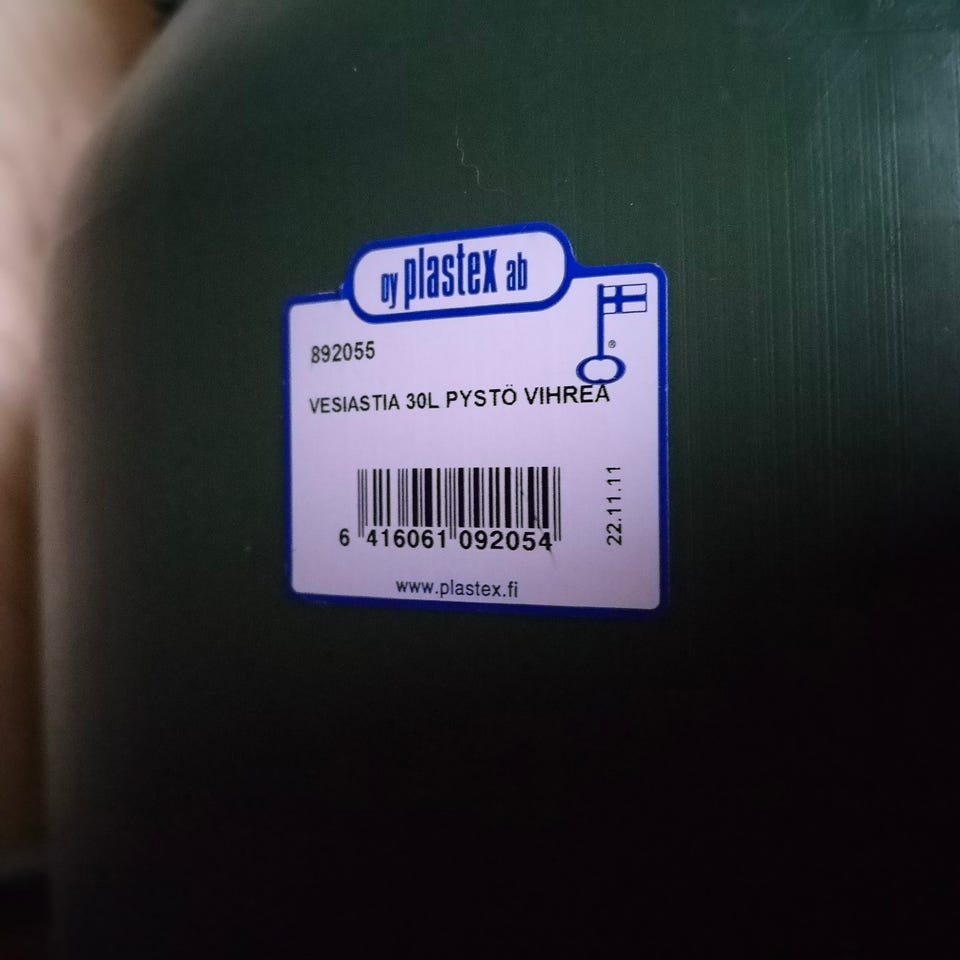 oy plastex ab
892055
®
VESIASTIA 30L PYSTÖ VIHREÄ
6 416061 092054
22.11.11
www.plastex.fi